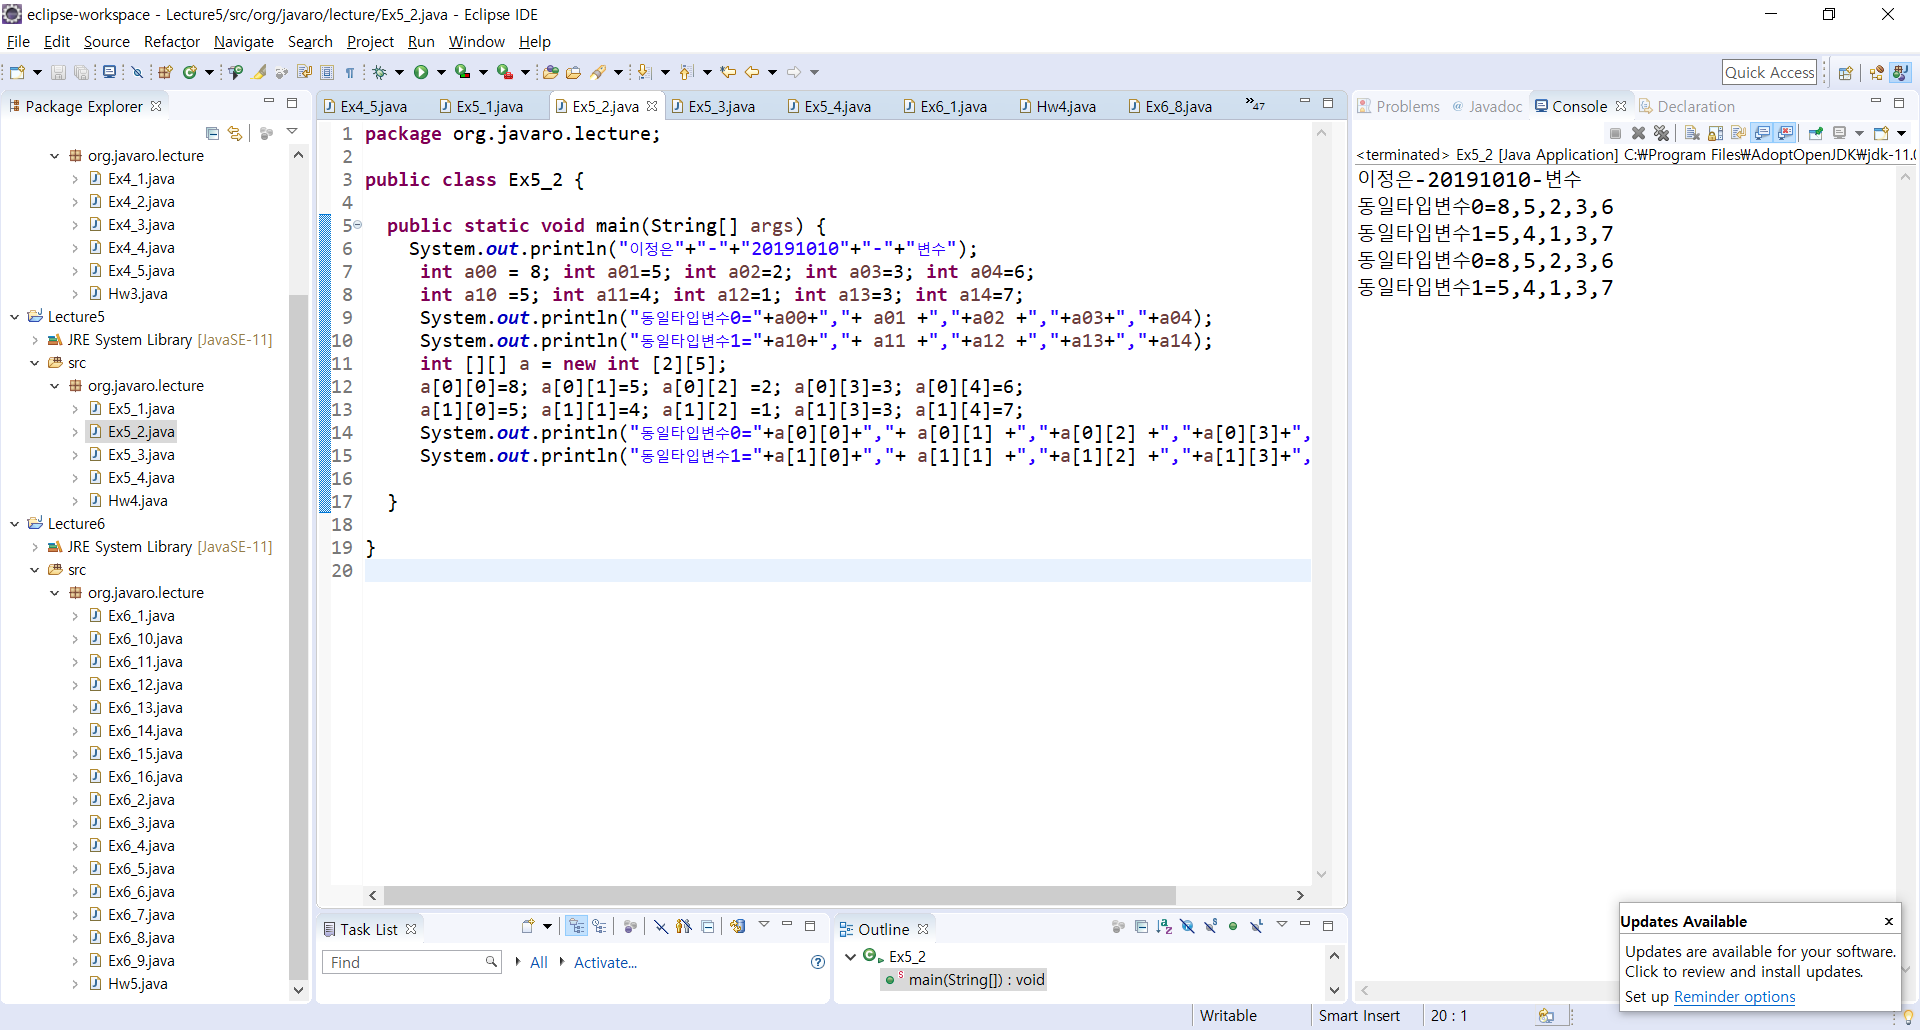 eclipse-workspace - Lecture5/src/org/javaro/lecture/Ex5_2.java - Eclipse IDE
File Edit Source Refactor Navigate Search Project Run Window Help
Quick Access
Package Explorer
org.javaro.lecture
Ex4_1.java
Ex4_2.java
Ex4_3.java
Ex4_4.java
Ex4_5.java
Hw3.java
Lecture5
JRE System Library [JavaSE-11]
src
org.javaro.lecture
Ex5_1.java
Ex5_2.java
Ex5_3.java
Ex5_4.java
Hw4.java
Lecture6
JRE System Library [JavaSE-11]
src
org.javaro.lecture
Ex6_1.java
Ex6_10.java
Ex6_11.java
Ex6_12.java
Ex6_13.java
Ex6_14.java
Ex6_15.java
Ex6_16.java
Ex6_2.java
Ex6_3.java
Ex6_4.java
Ex6_5.java
Ex6_6.java
Ex6_7.java
Ex6_8.java
Ex6_9.java
Hw5.java
Ex4_5.java Ex5_1.java Ex5_2.java Ex5_3.java Ex5_4.java Ex6_1.java Hw4.java Ex6_8.java »47
1 package org.javaro.lecture;
2
3 public class Ex5_2 {
4
5 public static void main(String[] args) {
6 System.out.println("이정은"+"-"+"20191010"+"-"+"변수");
7 int a00 = 8; int a01=5; int a02=2; int a03=3; int a04=6;
8 int a10 =5; int a11=4; int a12=1; int a13=3; int a14=7;
9 System.out.println("동일타입변수0="+a00+","+ a01 +","+a02 +","+a03+","+a04);
10 System.out.println("동일타입변수1="+a10+","+ a11 +","+a12 +","+a13+","+a14);
11 int [][] a = new int [2][5];
12 a[0][0]=8; a[0][1]=5; a[0][2] =2; a[0][3]=3; a[0][4]=6;
13 a[1][0]=5; a[1][1]=4; a[1][2] =1; a[1][3]=3; a[1][4]=7;
14 System.out.println("동일타입변수0="+a[0][0]+","+ a[0][1] +","+a[0][2] +","+a[0][3]+",
15 System.out.println("동일타입변수1="+a[1][0]+","+ a[1][1] +","+a[1][2] +","+a[1][3]+",
16
17 }
18
19 }
20
Problems Javadoc Console Declaration
<terminated> Ex5_2 [Java Application] C:₩Program Files₩AdoptOpenJDK₩jdk-11.0
이정은-20191010-변수
동일타입변수0=8,5,2,3,6
동일타입변수1=5,4,1,3,7
동일타입변수0=8,5,2,3,6
동일타입변수1=5,4,1,3,7
Task List
Find
All
Activate...
Outline
Ex5_2
main(String[]) : void
Updates Available
Updates are available for your software.
Click to review and install updates.
Set up Reminder options
Writable
Smart Insert
20 : 1